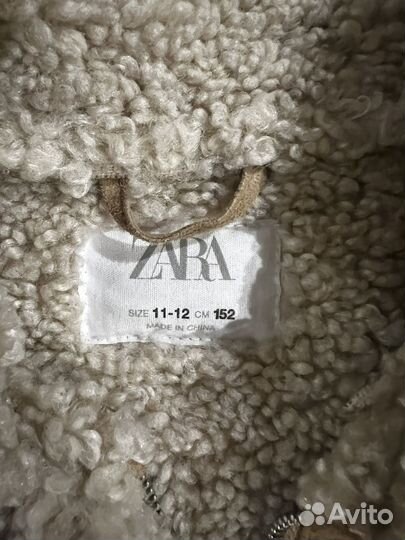 ZARA
SIZE 11-12 CM 152
MADE IN CHINA
Avito